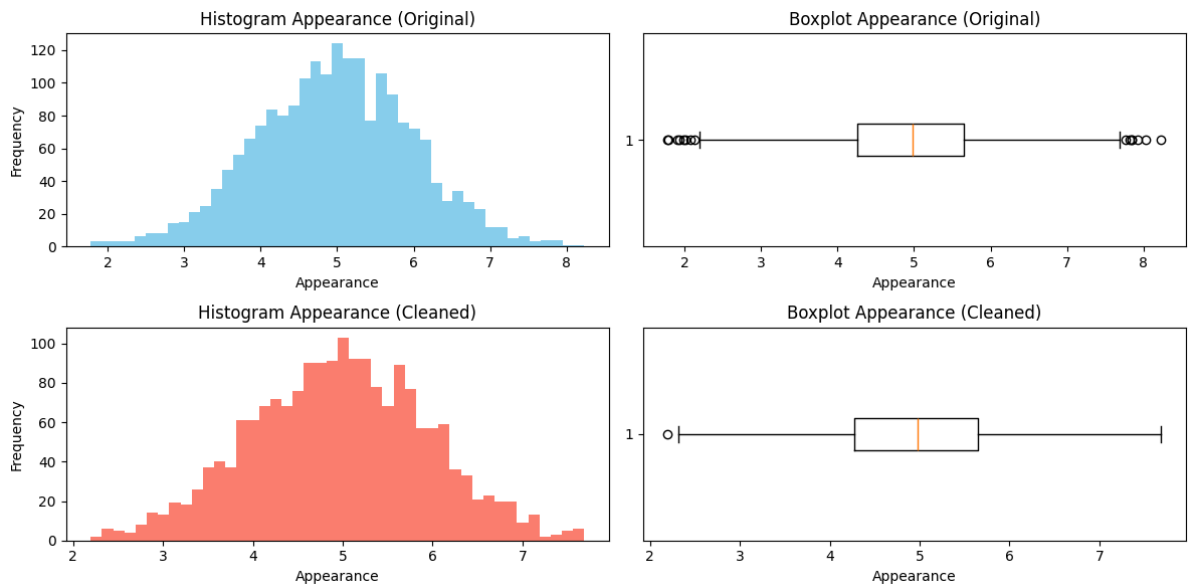 Histogram Appearance (Original)
Frequency
120
100
80
60
40
20
0
2 3 4 5 6 7 8
Appearance
Boxplot Appearance (Original)
1
2 3 4 5 6 7 8
Appearance
Histogram Appearance (Cleaned)
Frequency
100
80
60
40
20
0
2 3 4 5 6 7
Appearance
Boxplot Appearance (Cleaned)
1
2 3 4 5 6 7
Appearance